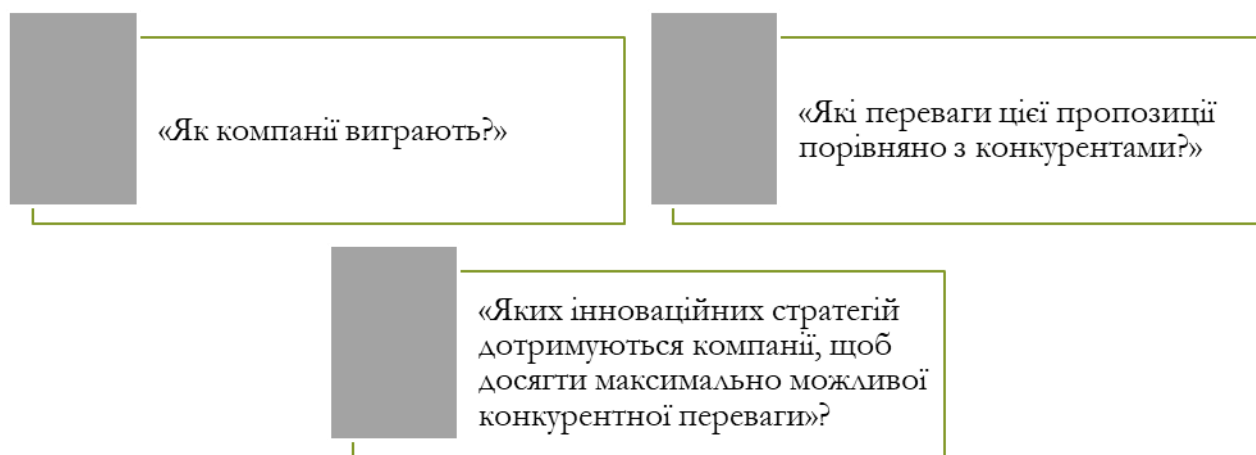 «Як компанії виграють?»
«Які переваги цієї пропозиції
порівняно з конкурентами?»
«Яких інноваційних стратегій
дотримуються компанії, щоб
досягти максимально можливої
конкурентної переваги»?